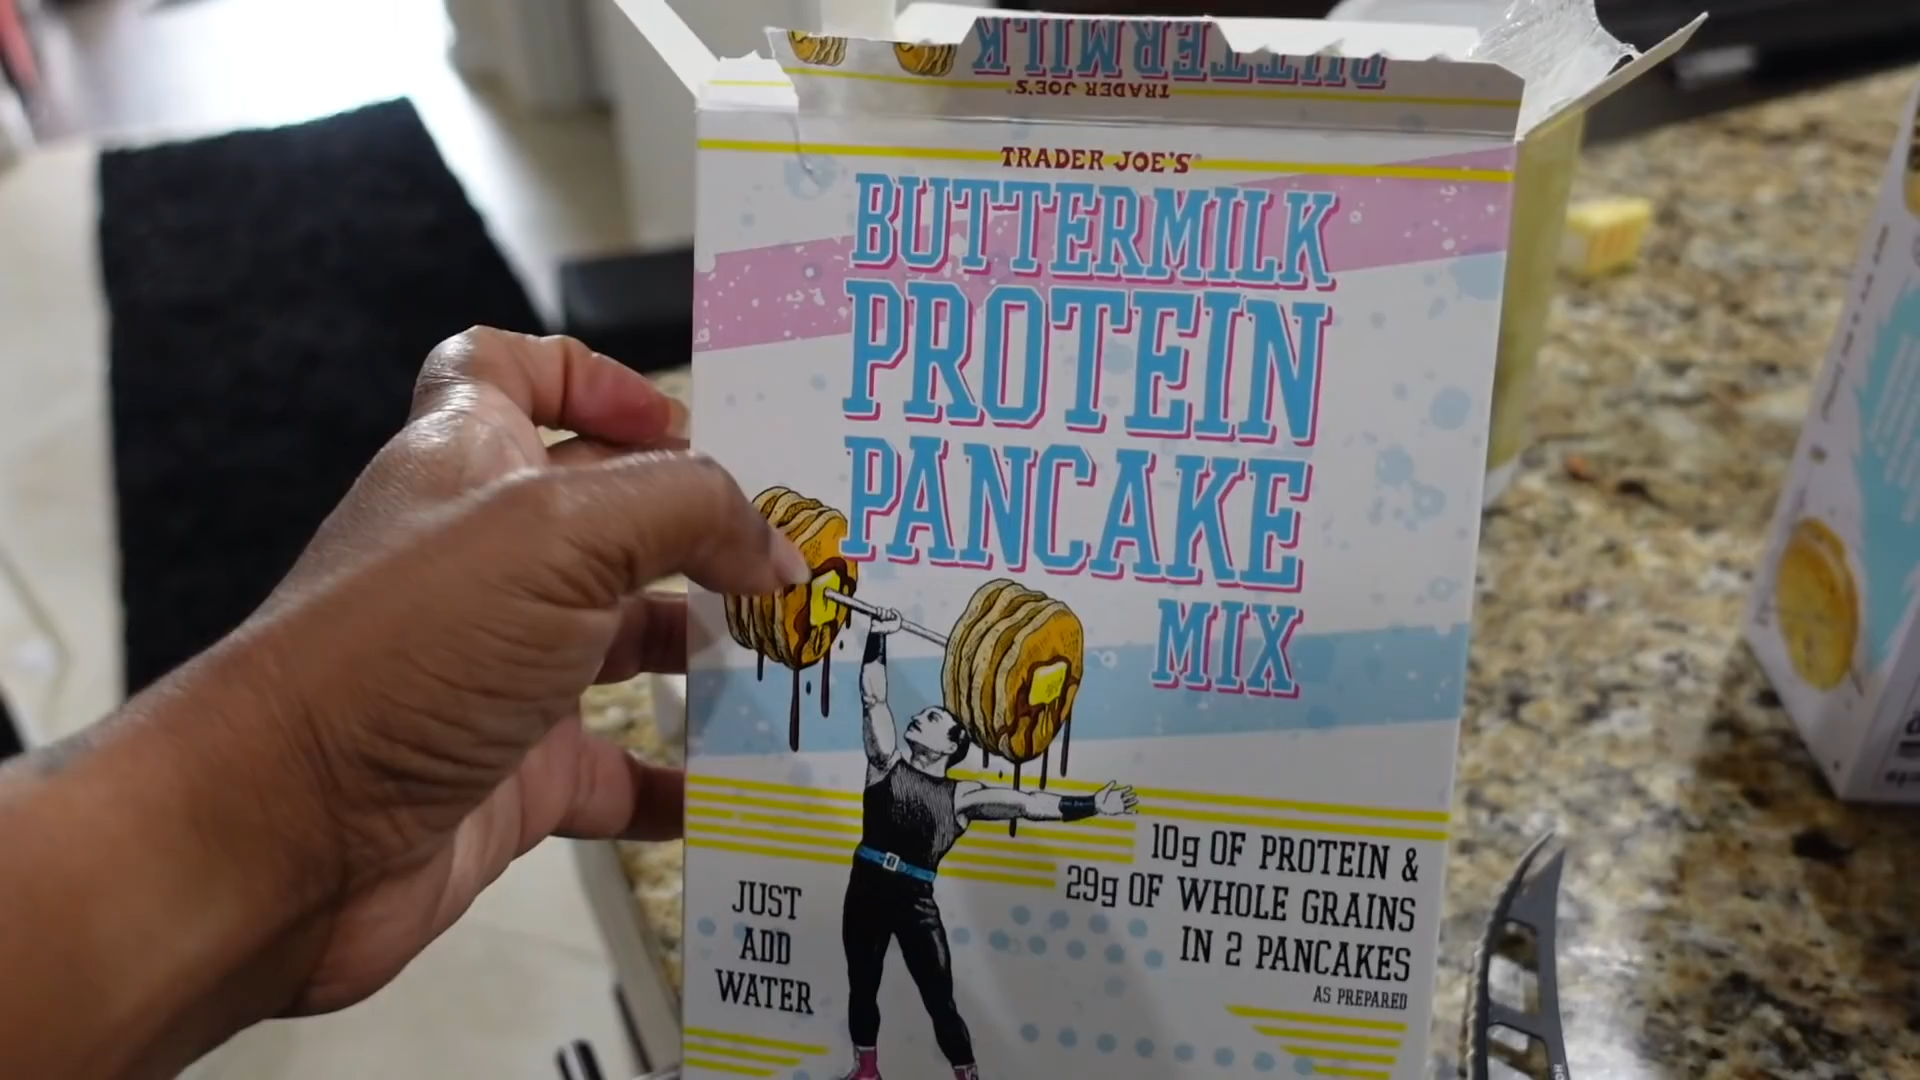 BUTTERMILK
TRADER JOE'S
TRADER JOE'S
BUTTERMILK
PROTEIN
PANCAKE
MIX
10g OF PROTEIN &
29g OF WHOLE GRAINS
IN 2 PANCAKES
AS PREPARED
JUST
ADD
WATER